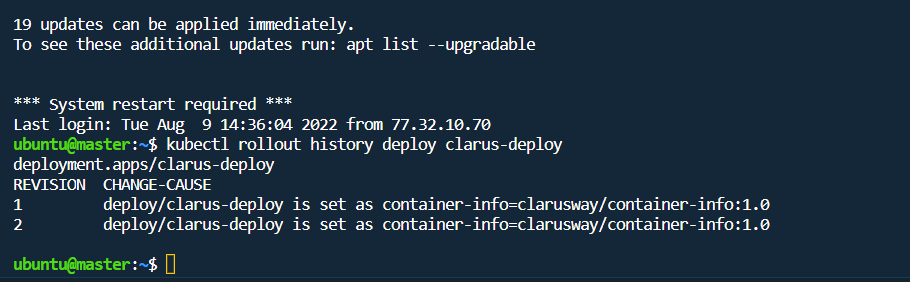 19 updates can be applied immediately.
To see these additional updates run: apt list --upgradable
*** System restart required ***
Last login: Tue Aug  9 14:36:04 2022 from 77.32.10.70
ubuntu@master:~$ kubectl rollout history deploy clarus-deploy
deployment.apps/clarus-deploy
REVISION  CHANGE-CAUSE
1         deploy/clarus-deploy is set as container-info=clarusway/container-info:1.0
2         deploy/clarus-deploy is set as container-info=clarusway/container-info:1.0
ubuntu@master:~$